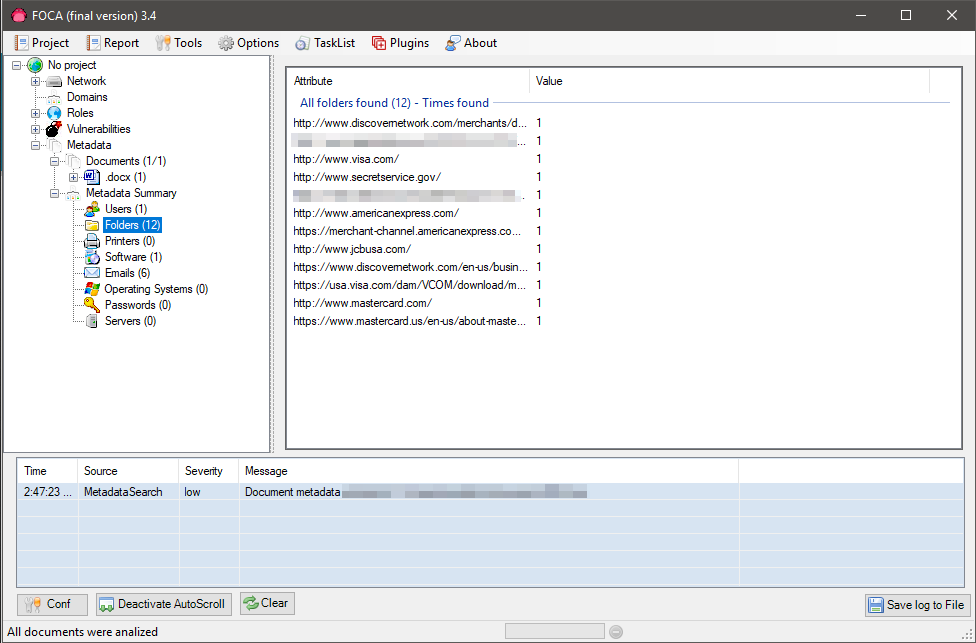 FOCA (final version) 3.4
Project Report Tools Options TaskList Plugins About
No project
Network
Domains
Roles
Vulnerabilities
Metadata
Documents (1/1)
.docx (1)
Metadata Summary
Users (1)
Folders (12)
Printers (0)
Software (1)
Emails (6)
Operating Systems (0)
Passwords (0)
Servers (0)
Attribute Value
All folders found (12) - Times found
http://www.discovernetwork.com/merchants/d... 1
... 1
http://www.visa.com/ 1
http://www.secretservice.gov/ 1
. 1
http://www.americanexpress.com/ 1
https://merchant-channel.americanexpress.co... 1
http://www.jcbusa.com/ 1
https://www.discovernetwork.com/en-us/busin... 1
https://usa.visa.com/dam/VCOM/download/m... 1
http://www.mastercard.com/ 1
https://www.mastercard.us/en-us/about-maste... 1
Time Source Severity Message
2:47:23 ... MetadataSearch low Document metadata
Conf Deactivate AutoScroll Clear Save log to File
All documents were analized